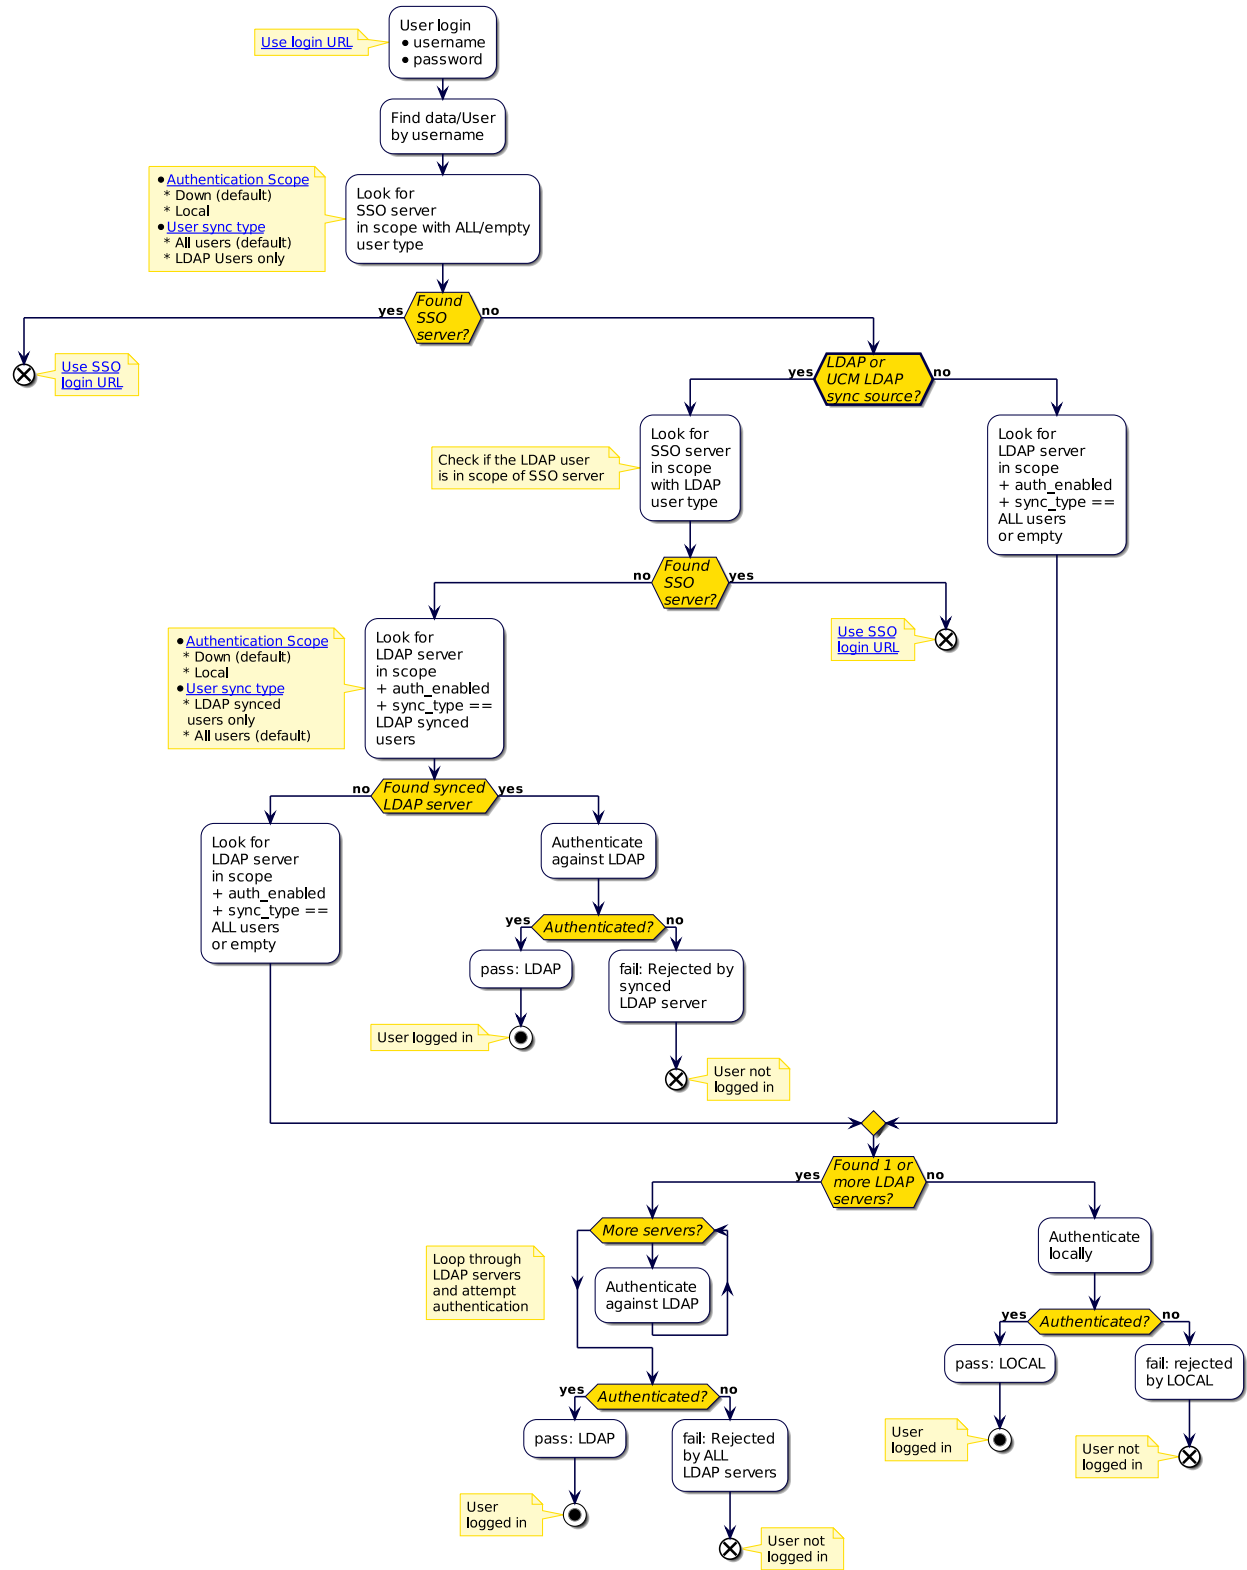 User login
• username
• password
Use login URL
Find data/User
by username
• Authentication Scope
* Down (default)
* Local
• User sync type
* All users (default)
* LDAP Users only
Look for
SSO server
in scope with ALL/empty
user type
Found
SSO
server?
yes
no
Use SSO
login URL
LDAP or
UCM LDAP
sync source?
yes
no
Check if the LDAP user
is in scope of SSO server
Look for
SSO server
in scope
with LDAP
user type
Look for
LDAP server
in scope
+ auth_enabled
+ sync_type ==
ALL users
or empty
Found
SSO
server?
no
yes
Use SSO
login URL
• Authentication Scope
* Down (default)
* Local
• User sync type
* LDAP synced
users only
* All users (default)
Look for
LDAP server
in scope
+ auth_enabled
+ sync_type ==
LDAP synced
users
Found synced
LDAP server
no
yes
Look for
LDAP server
in scope
+ auth_enabled
+ sync_type ==
ALL users
or empty
Authenticate
against LDAP
Authenticated?
yes
no
pass: LDAP
User logged in
fail: Rejected by
synced
LDAP server
User not
logged in
Found 1 or
more LDAP
servers?
yes
no
More servers?
Loop through
LDAP servers
and attempt
authentication
Authenticate
against LDAP
Authenticated?
yes
no
pass: LDAP
User
logged in
fail: Rejected
by ALL
LDAP servers
User not
logged in
Authenticate
locally
Authenticated?
yes
no
pass: LOCAL
User
logged in
fail: rejected
by LOCAL
User not
logged in